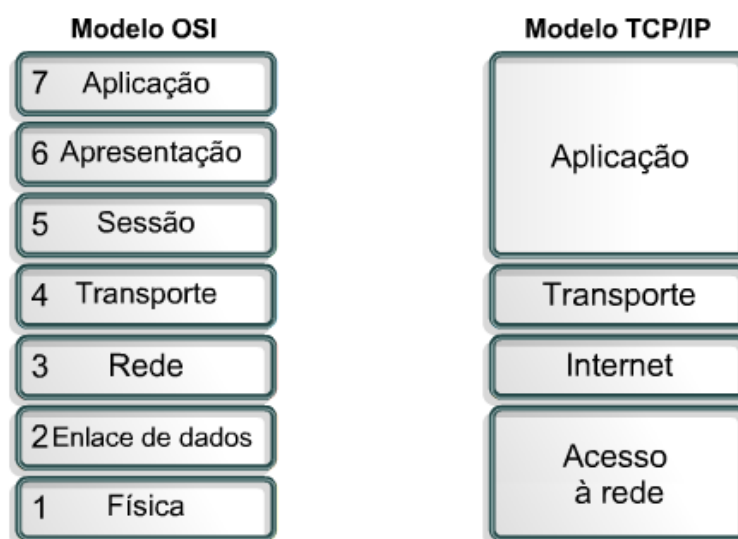 Modelo OSI
7 Aplicação
6 Apresentação
5 Sessão
4 Transporte
3 Rede
2 Enlace de dados
1 Física
Modelo TCP/IP
Aplicação
Transporte
Internet
Acesso
à rede